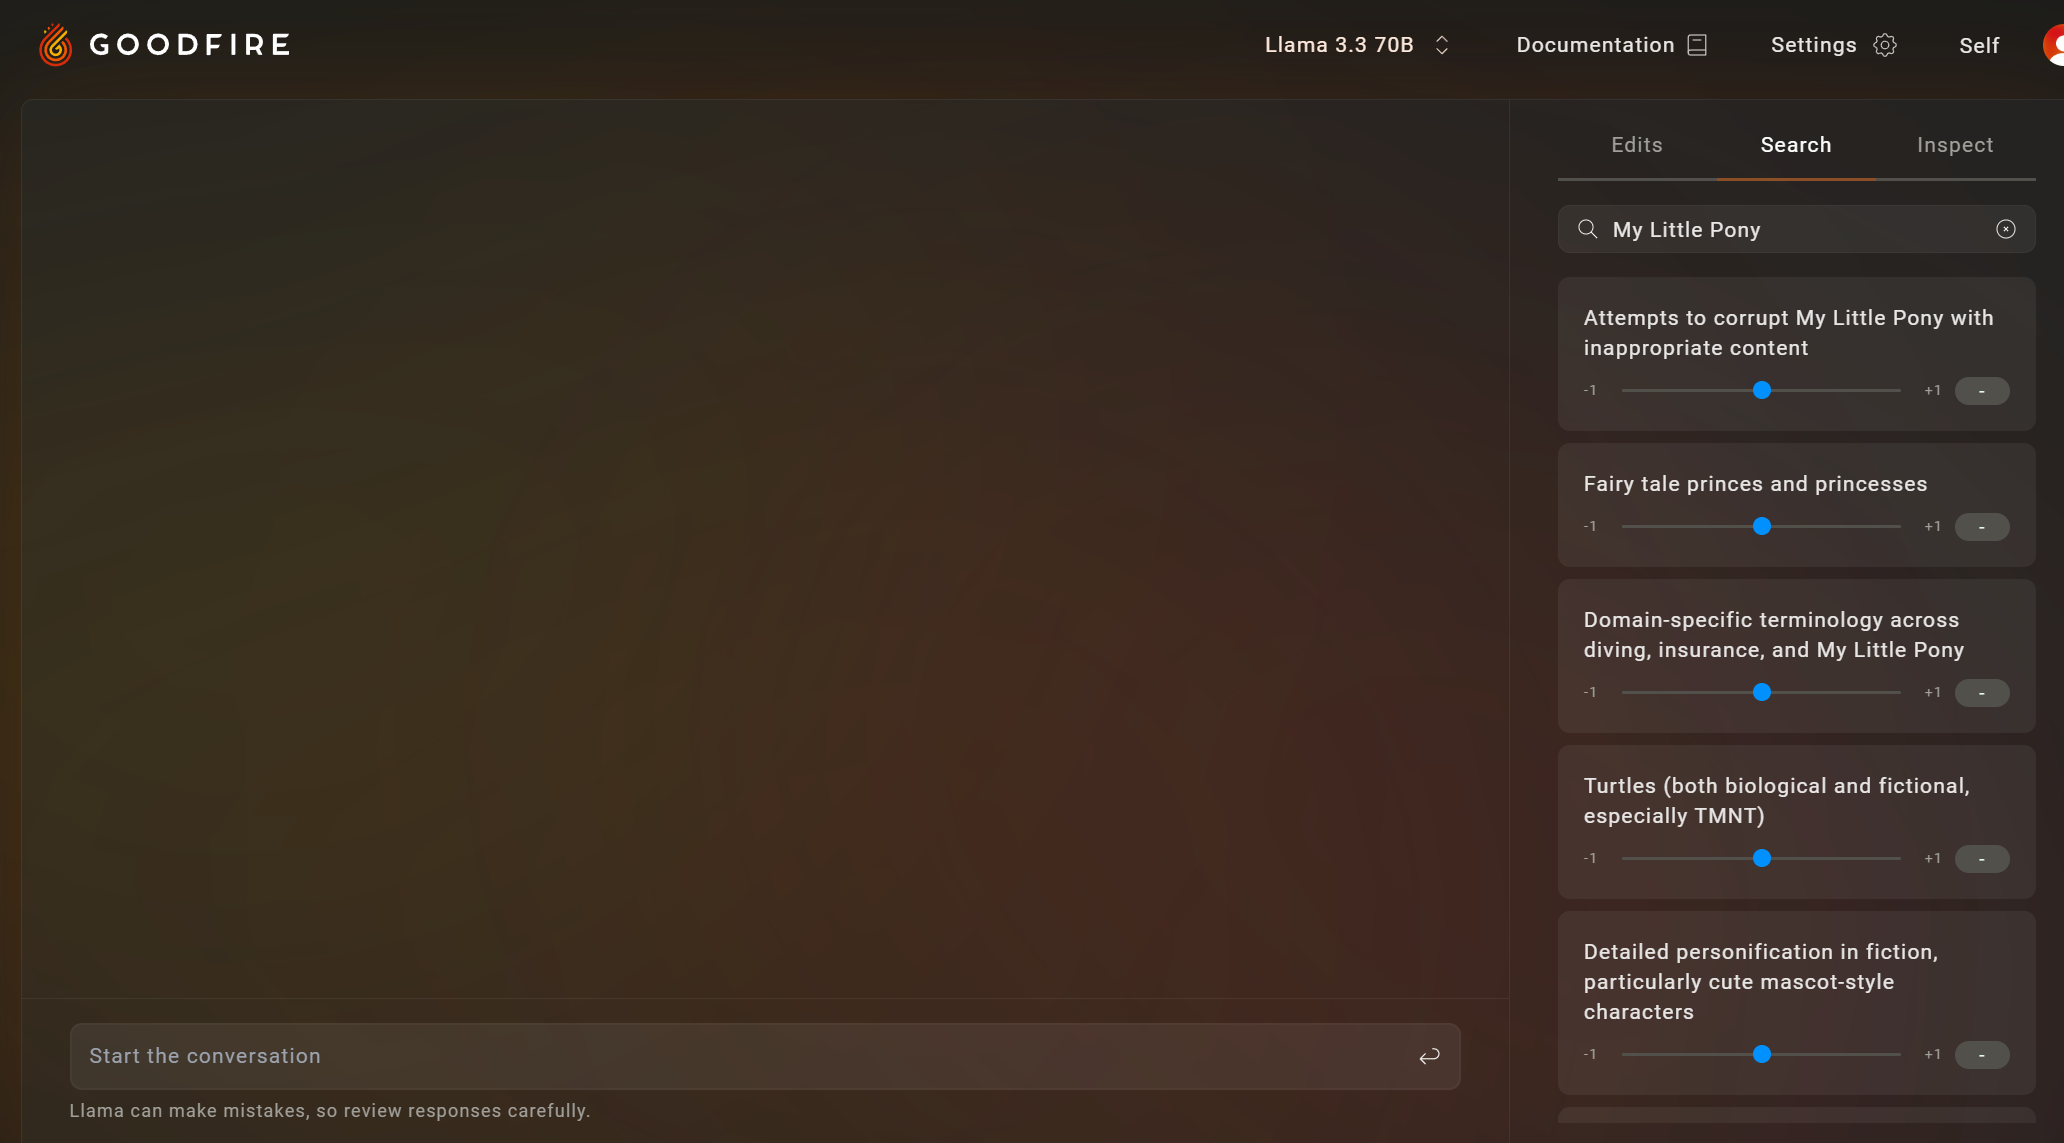 GOODFIRE
Llama 3.3 70B
Documentation
Settings
Self
Edits
Search
Inspect
My Little Pony
Attempts to corrupt My Little Pony with
inappropriate content
-1
+1
-
Fairy tale princes and princesses
-1
+1
-
Domain-specific terminology across
diving, insurance, and My Little Pony
-1
+1
-
Turtles (both biological and fictional,
especially TMNT)
-1
+1
-
Detailed personification in fiction,
particularly cute mascot-style
characters
-1
+1
-
Start the conversation
Llama can make mistakes, so review responses carefully.